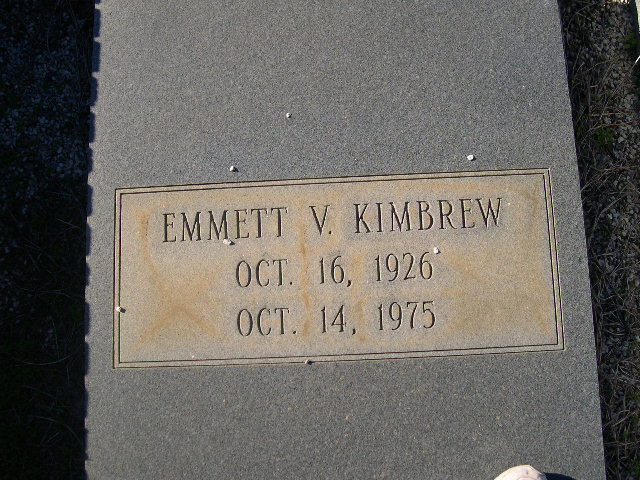 EMMETT V. KIMBREW
OCT. 16, 1926
OCT. 14, 1975